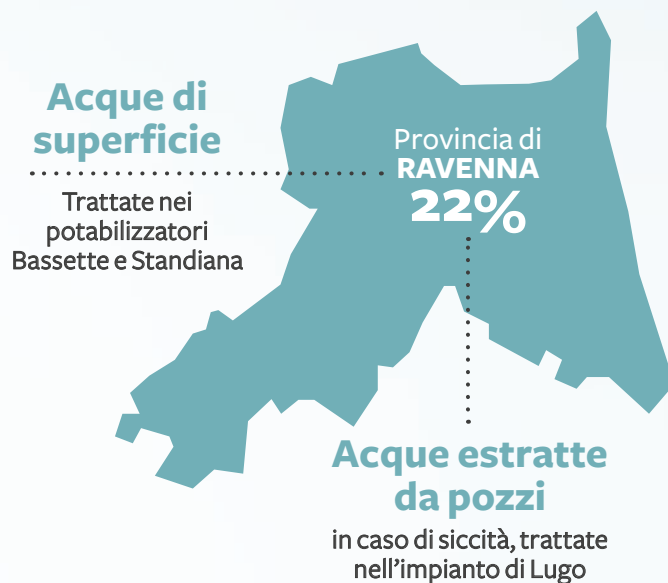 Acque di
superficie
Trattate nei
potabilizzatori
Bassette e Standiana
Provincia di
RAVENNA
22%
Acque estratte
da pozzi
in caso di siccità, trattate
nell'impianto di Lugo